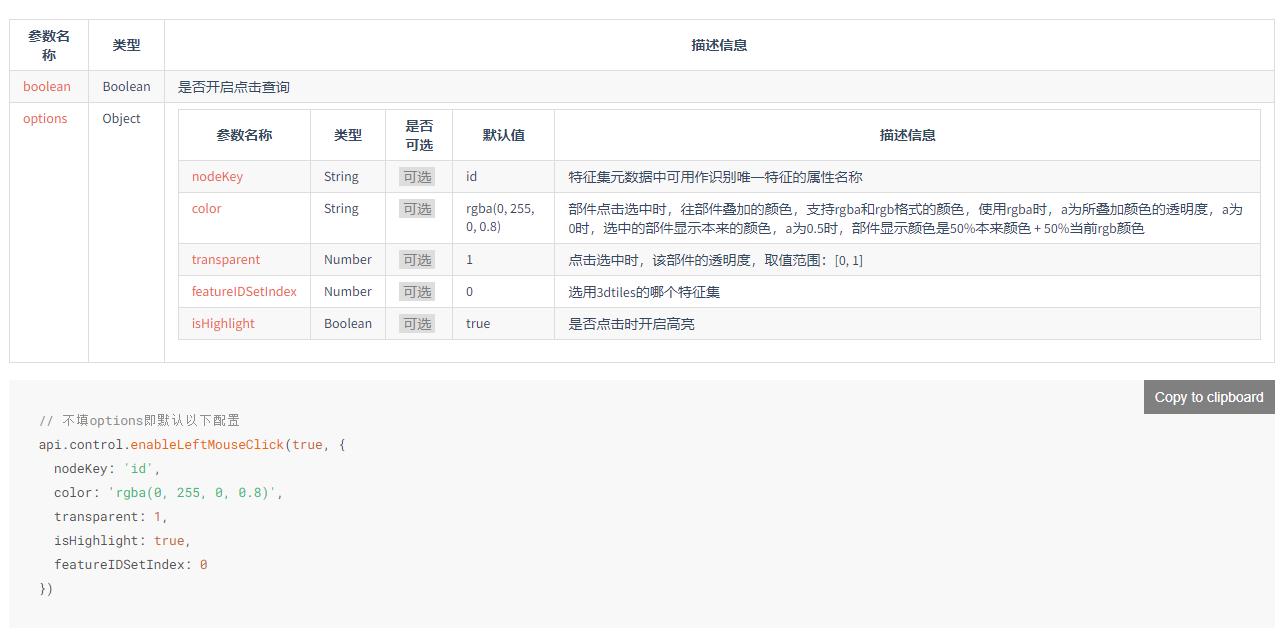 参数名称 类型 描述信息
boolean Boolean 是否开启点击查询
options Object
参数名称 类型 是否可选 默认值 描述信息
nodeKey String 可选 id 特征集元数据中可用作识别唯一特征的属性名称
color String 可选 rgba(0, 255, 0, 0.8) 部件点击选中时，往部件叠加的颜色，支持rgba和rgb格式的颜色，使用rgba时，a为所叠加颜色的透明度，a为
0时，选中的部件显示本来的颜色，a为0.5时，部件显示颜色是50%本来颜色 + 50%当前rgb颜色
transparent Number 可选 1 点击选中时，该部件的透明度，取值范围：[0, 1]
featureIDSetIndex Number 可选 0 选用3dtiles的哪个特征集
isHighlight Boolean 可选 true 是否点击时开启高亮
Copy to clipboard
// 不填options即默认以下配置
api.control.enableLeftMouseClick(true, {
  nodeKey: 'id',
  color: 'rgba(0, 255, 0, 0.8)',
  transparent: 1,
  isHighlight: true,
  featureIDSetIndex: 0
})